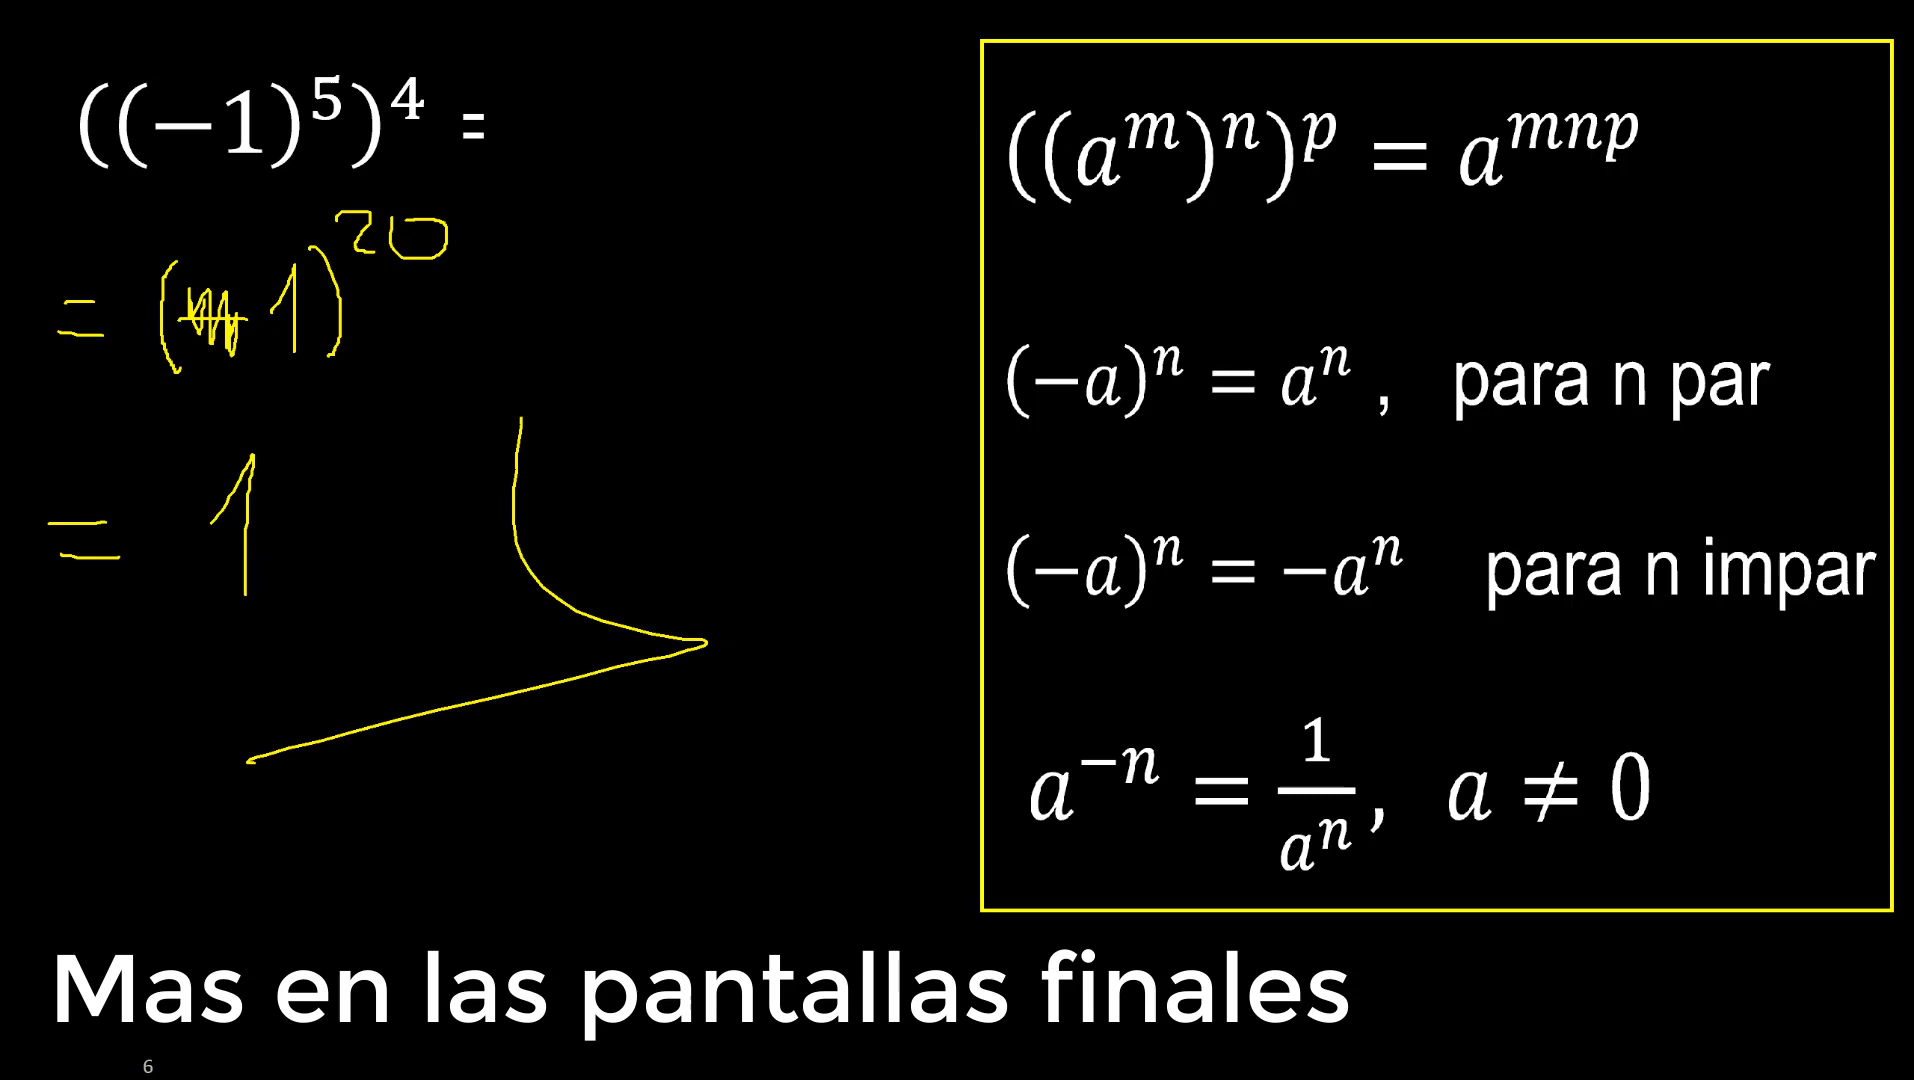 ((−1)⁵)⁴ =
= (1)²⁰
= 1
((aᵐ)ⁿ)ᵖ = aᵐⁿᵖ
(−a)ⁿ = aⁿ , para n par
(−a)ⁿ = −aⁿ para n impar
a⁻ⁿ = 1/aⁿ, a ≠ 0
Mas en las pantallas finales
6